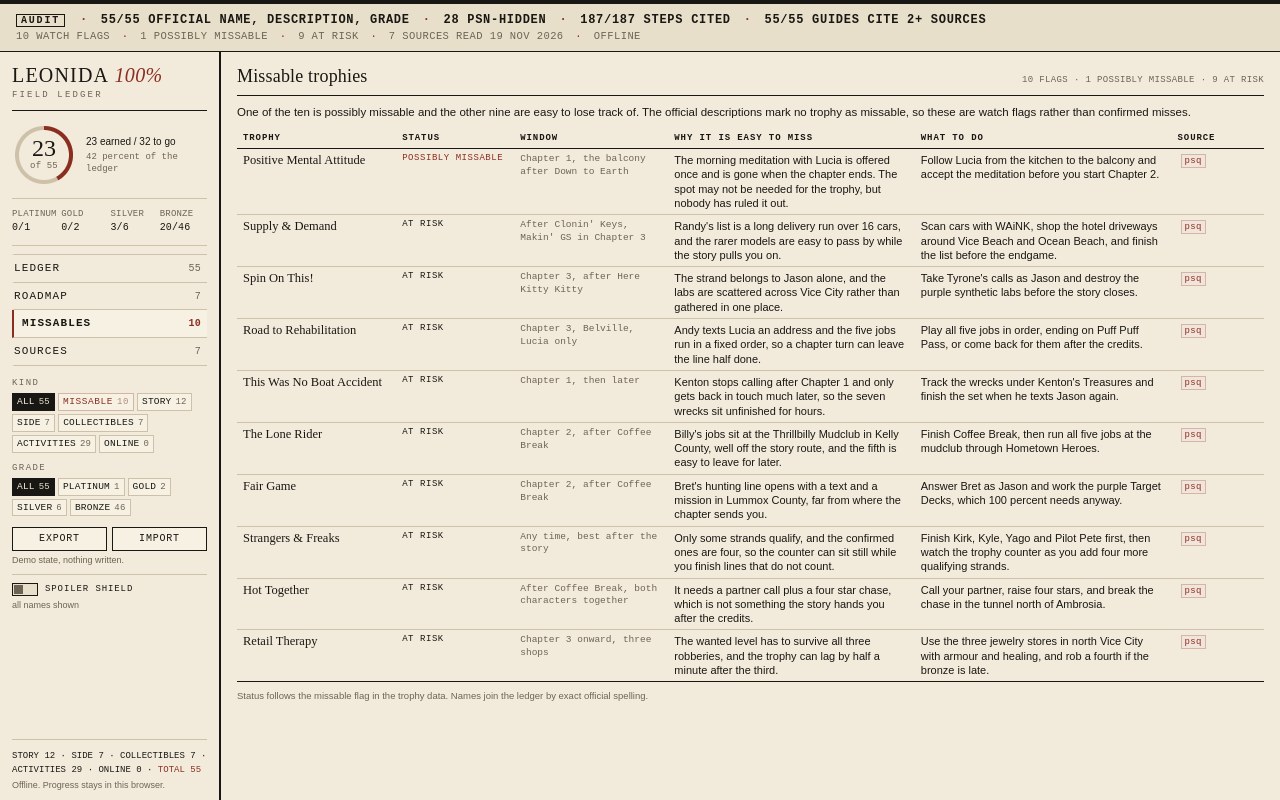 AUDIT · 55/55 OFFICIAL NAME, DESCRIPTION, GRADE · 28 PSN-HIDDEN · 187/187 STEPS CITED · 55/55 GUIDES CITE 2+ SOURCES
10 WATCH FLAGS · 1 POSSIBLY MISSABLE · 9 AT RISK · 7 SOURCES READ 19 NOV 2026 · OFFLINE
LEONIDA 100%
FIELD LEDGER
23
of 55
23 earned / 32 to go
42 percent of the
ledger
PLATINUM GOLD SILVER BRONZE
0/1 0/2 3/6 20/46
LEDGER 55
ROADMAP 7
MISSABLES 10
SOURCES 7
KIND
ALL 55 MISSABLE 10 STORY 12
SIDE 7 COLLECTIBLES 7
ACTIVITIES 29 ONLINE 0
GRADE
ALL 55 PLATINUM 1 GOLD 2
SILVER 6 BRONZE 46
EXPORT IMPORT
Demo state, nothing written.
SPOILER SHIELD
all names shown
STORY 12 · SIDE 7 · COLLECTIBLES 7 ·
ACTIVITIES 29 · ONLINE 0 · TOTAL 55
Offline. Progress stays in this browser.
Missable trophies
10 FLAGS · 1 POSSIBLY MISSABLE · 9 AT RISK
One of the ten is possibly missable and the other nine are easy to lose track of. The official descriptions mark no trophy as missable, so these are watch flags rather than confirmed misses.
TROPHY STATUS WINDOW WHY IT IS EASY TO MISS WHAT TO DO SOURCE
Positive Mental Attitude
POSSIBLY MISSABLE
Chapter 1, the balcony
after Down to Earth
The morning meditation with Lucia is offered
once and is gone when the chapter ends. The
spot may not be needed for the trophy, but
nobody has ruled it out.
Follow Lucia from the kitchen to the balcony and
accept the meditation before you start Chapter 2.
psq
Supply & Demand
AT RISK
After Clonin' Keys,
Makin' GS in Chapter 3
Randy's list is a long delivery run over 16 cars,
and the rarer models are easy to pass by while
the story pulls you on.
Scan cars with WAiNK, shop the hotel driveways
around Vice Beach and Ocean Beach, and finish
the list before the endgame.
psq
Spin On This!
AT RISK
Chapter 3, after Here
Kitty Kitty
The strand belongs to Jason alone, and the
labs are scattered across Vice City rather than
gathered in one place.
Take Tyrone's calls as Jason and destroy the
purple synthetic labs before the story closes.
psq
Road to Rehabilitation
AT RISK
Chapter 3, Belville,
Lucia only
Andy texts Lucia an address and the five jobs
run in a fixed order, so a chapter turn can leave
the line half done.
Play all five jobs in order, ending on Puff Puff
Pass, or come back for them after the credits.
psq
This Was No Boat Accident
AT RISK
Chapter 1, then later
Kenton stops calling after Chapter 1 and only
gets back in touch much later, so the seven
wrecks sit unfinished for hours.
Track the wrecks under Kenton's Treasures and
finish the set when he texts Jason again.
psq
The Lone Rider
AT RISK
Chapter 2, after Coffee
Break
Billy's jobs sit at the Thrillbilly Mudclub in Kelly
County, well off the story route, and the fifth is
easy to leave for later.
Finish Coffee Break, then run all five jobs at the
mudclub through Hometown Heroes.
psq
Fair Game
AT RISK
Chapter 2, after Coffee
Break
Bret's hunting line opens with a text and a
mission in Lummox County, far from where the
chapter sends you.
Answer Bret as Jason and work the purple Target
Decks, which 100 percent needs anyway.
psq
Strangers & Freaks
AT RISK
Any time, best after the
story
Only some strands qualify, and the confirmed
ones are four, so the counter can sit still while
you finish lines that do not count.
Finish Kirk, Kyle, Yago and Pilot Pete first, then
watch the trophy counter as you add four more
qualifying strands.
psq
Hot Together
AT RISK
After Coffee Break, both
characters together
It needs a partner call plus a four star chase,
which is not something the story hands you
after the credits.
Call your partner, raise four stars, and break the
chase in the tunnel north of Ambrosia.
psq
Retail Therapy
AT RISK
Chapter 3 onward, three
shops
The wanted level has to survive all three
robberies, and the trophy can lag by half a
minute after the third.
Use the three jewelry stores in north Vice City
with armour and healing, and rob a fourth if the
bronze is late.
psq
Status follows the missable flag in the trophy data. Names join the ledger by exact official spelling.